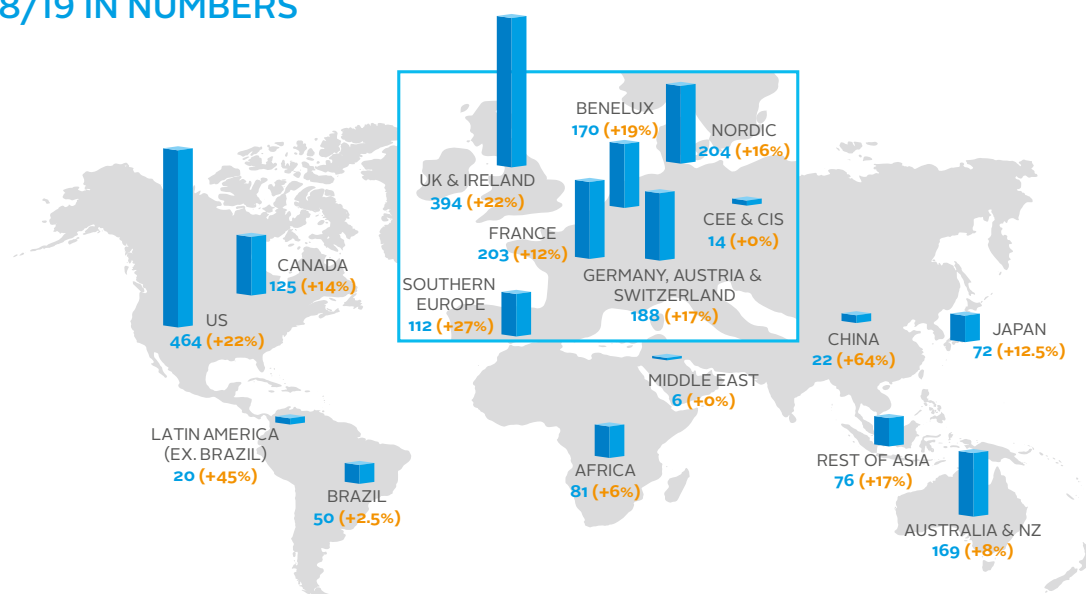 8/19 IN NUMBERS
BENELUX
170 (+19%)
NORDIC
204 (+16%)
UK & IRELAND
394 (+22%)
CEE & CIS
14 (+0%)
FRANCE
203 (+12%)
CANADA
125 (+14%)
GERMANY, AUSTRIA &
SWITZERLAND
188 (+17%)
SOUTHERN
EUROPE
112 (+27%)
US
464 (+22%)
CHINA
22 (+64%)
JAPAN
72 (+12.5%)
MIDDLE EAST
6 (+0%)
LATIN AMERICA
(EX. BRAZIL)
20 (+45%)
BRAZIL
50 (+2.5%)
AFRICA
81 (+6%)
REST OF ASIA
76 (+17%)
AUSTRALIA & NZ
169 (+8%)